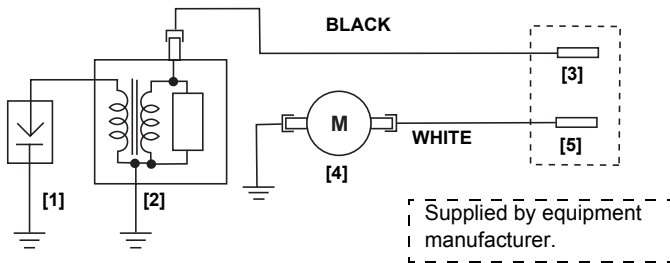 BLACK
[3]
M
WHITE
[5]
[1]
[2]
[4]
Supplied by equipment
manufacturer.